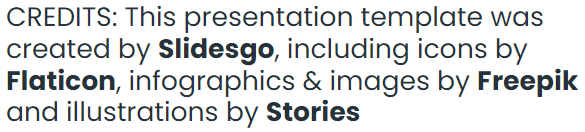 CREDITS: This presentation template was
created by Slidesgo, including icons by
Flaticon, infographics & images by Freepik
and illustrations by Stories